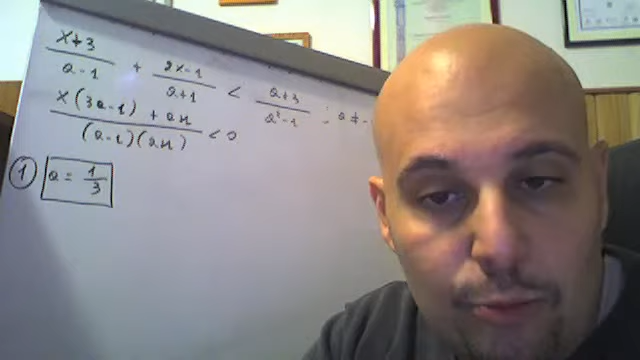 x+3/a-1 + 2x-1/a+1 < a+3/a²-1 : a ≠ -
x(3a-1) + a+1/(a-1)(a+1) < 0
① a = 1/3